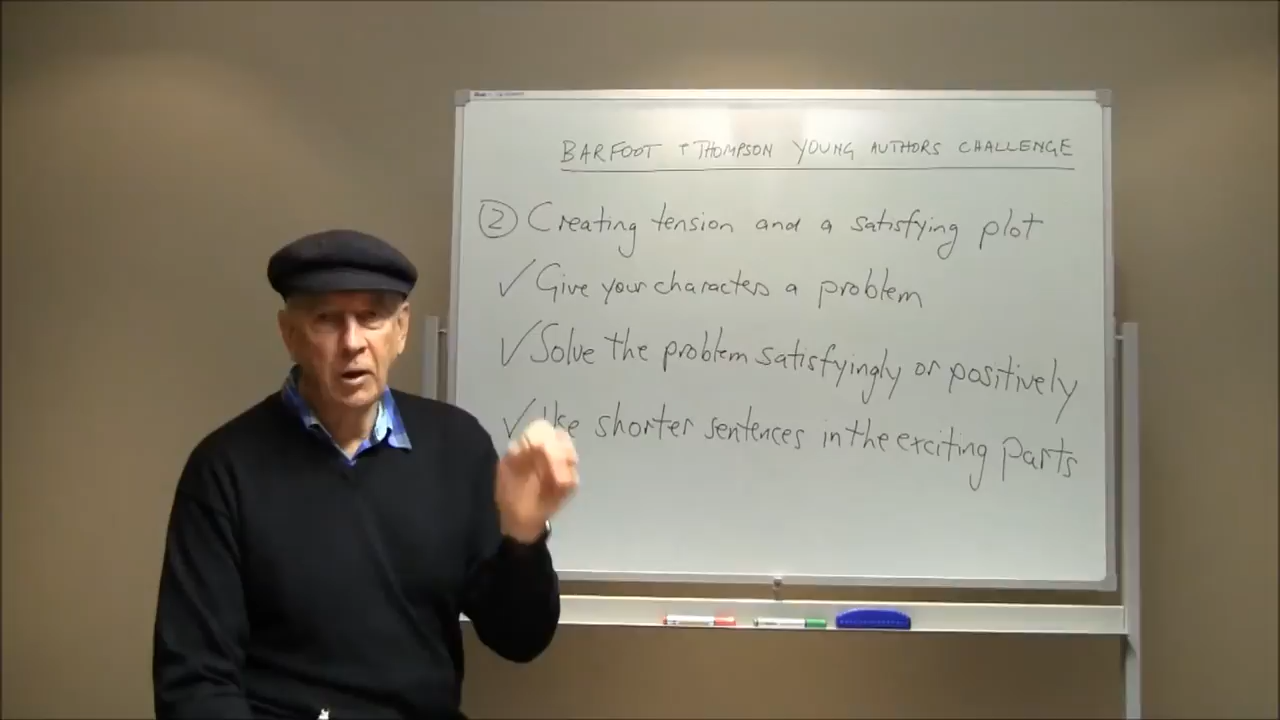 BARFOOT + THOMPSON YOUNG AUTHORS CHALLENGE
② Creating tension and a satisfying plot
✓ Give your characters a problem
✓ Solve the problem satisfyingly or positively
✓ Use shorter sentences in the exciting parts